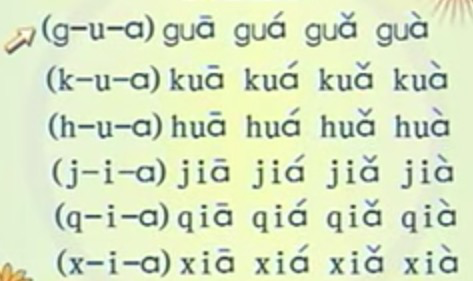 (g-u-ɑ) guā guá guǎ guà
(k-u-ɑ) kuā kuá kuǎ kuà
(h-u-ɑ) huā huá huǎ huà
(j-i-ɑ) jiā jiá jiǎ jià
(q-i-ɑ) qiā qiá qiǎ qià
(x-i-ɑ) xiā xiá xiǎ xià